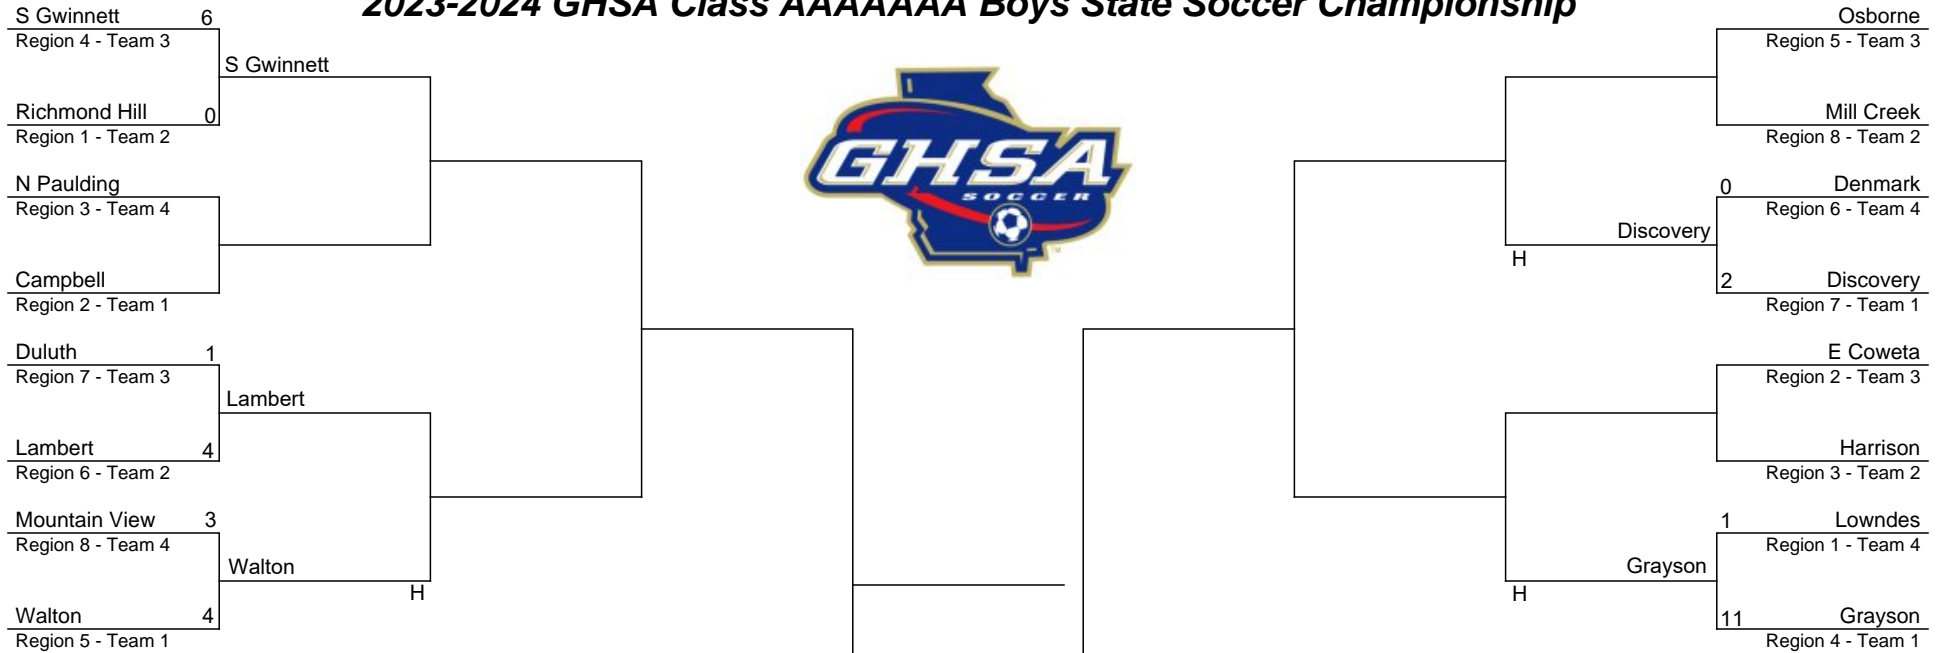 2023-2024 GHSA Class AAAAAAA Boys State Soccer Championship
S Gwinnett 6
Region 4 - Team 3
S Gwinnett
Richmond Hill 0
Region 1 - Team 2
N Paulding
Region 3 - Team 4
Campbell
Region 2 - Team 1
Duluth 1
Region 7 - Team 3
Lambert
Lambert 4
Region 6 - Team 2
Mountain View 3
Region 8 - Team 4
Walton
H
Walton 4
Region 5 - Team 1
GHSA
SOCCER
TM
Osborne
Region 5 - Team 3
Mill Creek
Region 8 - Team 2
0 Denmark
Region 6 - Team 4
Discovery
H
2 Discovery
Region 7 - Team 1
E Coweta
Region 2 - Team 3
Harrison
Region 3 - Team 2
1 Lowndes
Region 1 - Team 4
Grayson
H
11 Grayson
Region 4 - Team 1